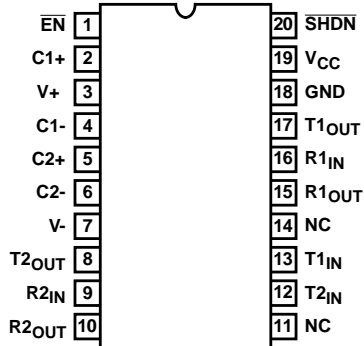 EN 1 20 SHDN
C1+ 2 19 VCC
V+ 3 18 GND
C1- 4 17 T1OUT
C2+ 5 16 R1IN
C2- 6 15 R1OUT
V- 7 14 NC
T2OUT 8 13 T1IN
R2IN 9 12 T2IN
R2OUT 10 11 NC